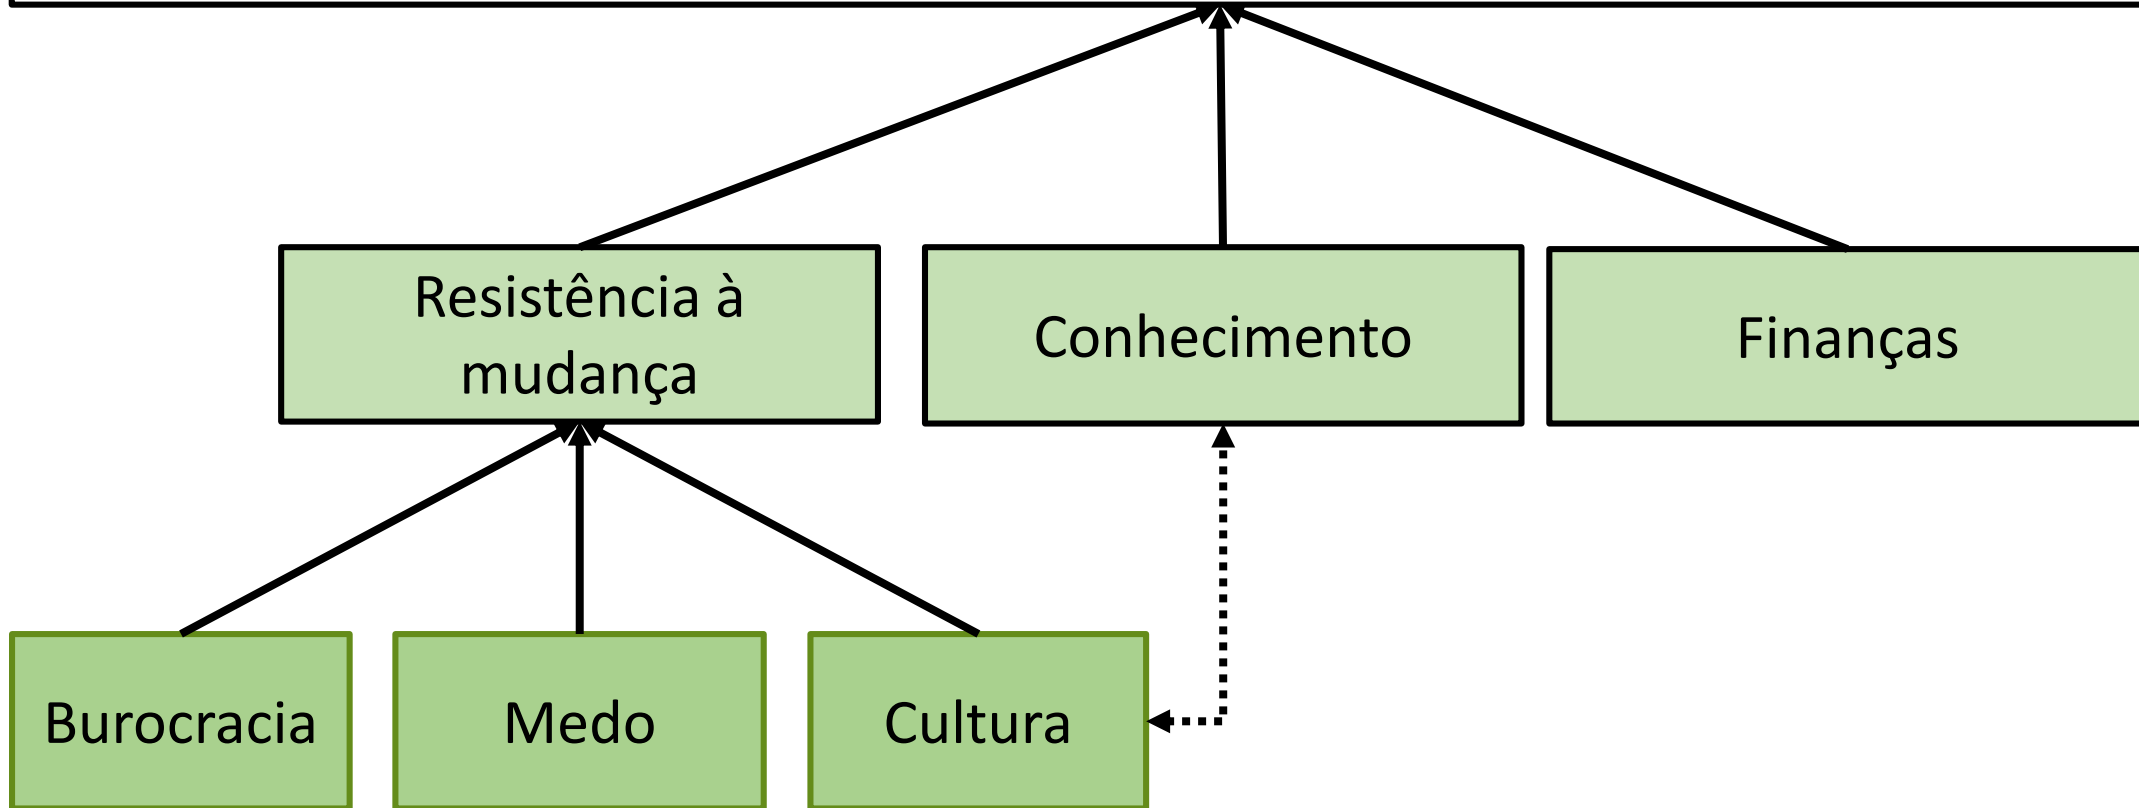 Resistência à
mudança
Conhecimento
Finanças
Burocracia
Medo
Cultura